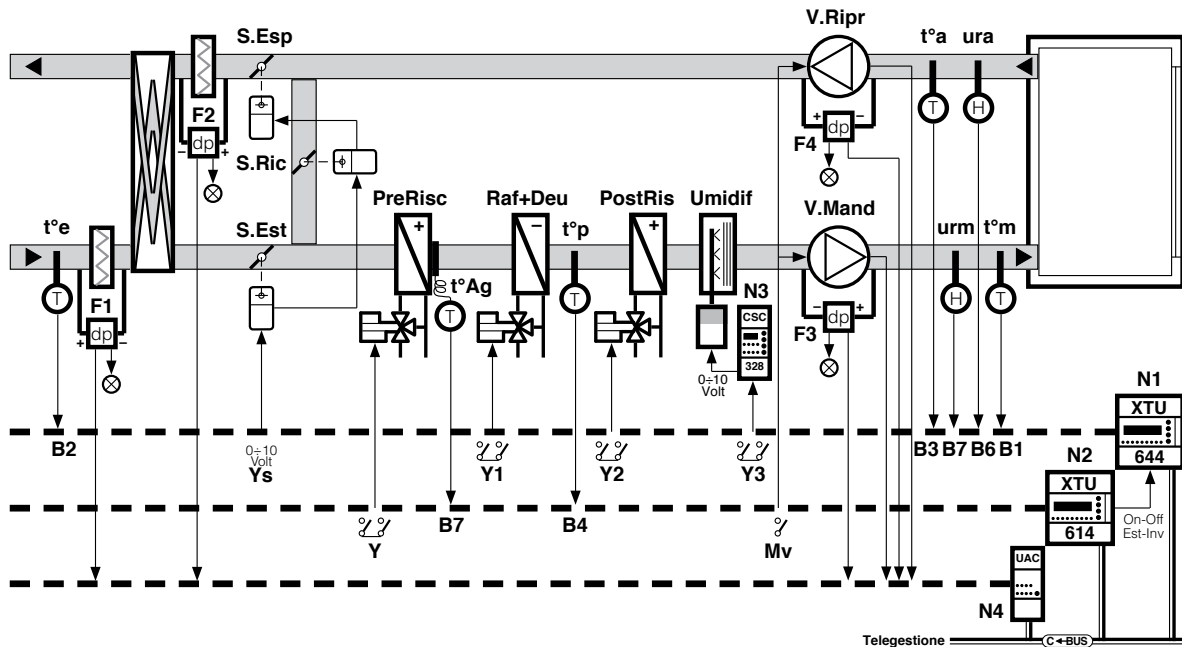 V.Ripr
S.Esp
t°a
ura
F2
T
H
+
dp
−
F4
−
dp
+
S.Ric
PreRisc
Raf+Deu
PostRis
Umidif
V.Mand
t°e
S.Est
t°p
urm
t°m
+
−
+
T
F1
t°Ag
T
T
N3
CSC
328
H
T
+
dp
−
−
dp
+
F3
0÷10
Volt
N1
XTU
644
B2
0÷10
Volt
Ys
Y1
Y2
Y3
B3
B7
B6
B1
N2
XTU
614
On-Off
Est-Inv
Y
B7
B4
Mv
UAC
N4
Telegestione
C
BUS